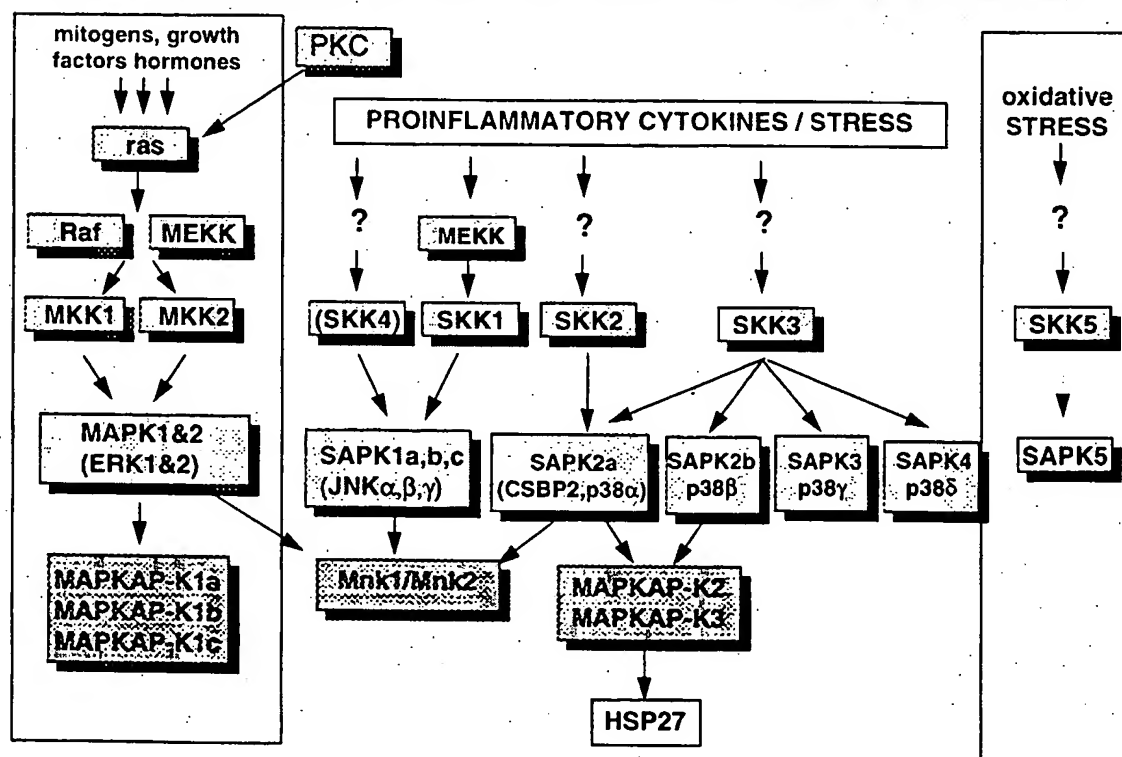 mitogens, growth
factors hormones
PKC
ras
Raf
MEKK
MKK1
MKK2
MAPK1&2
(ERK1&2)
MAPKAP-K1a
MAPKAP-K1b
MAPKAP-K1c
PROINFLAMMATORY CYTOKINES / STRESS
?
MEKK
?
?
(SKK4)
SKK1
SKK2
SKK3
SAPK1a,b,c
(JNKα,β,γ)
SAPK2a
(CSBP2,p38α)
SAPK2b
p38β
SAPK3
p38γ
SAPK4
p38δ
Mnk1/Mnk2
MAPKAP-K2
MAPKAP-K3
HSP27
oxidative
STRESS
?
SKK5
SAPK5